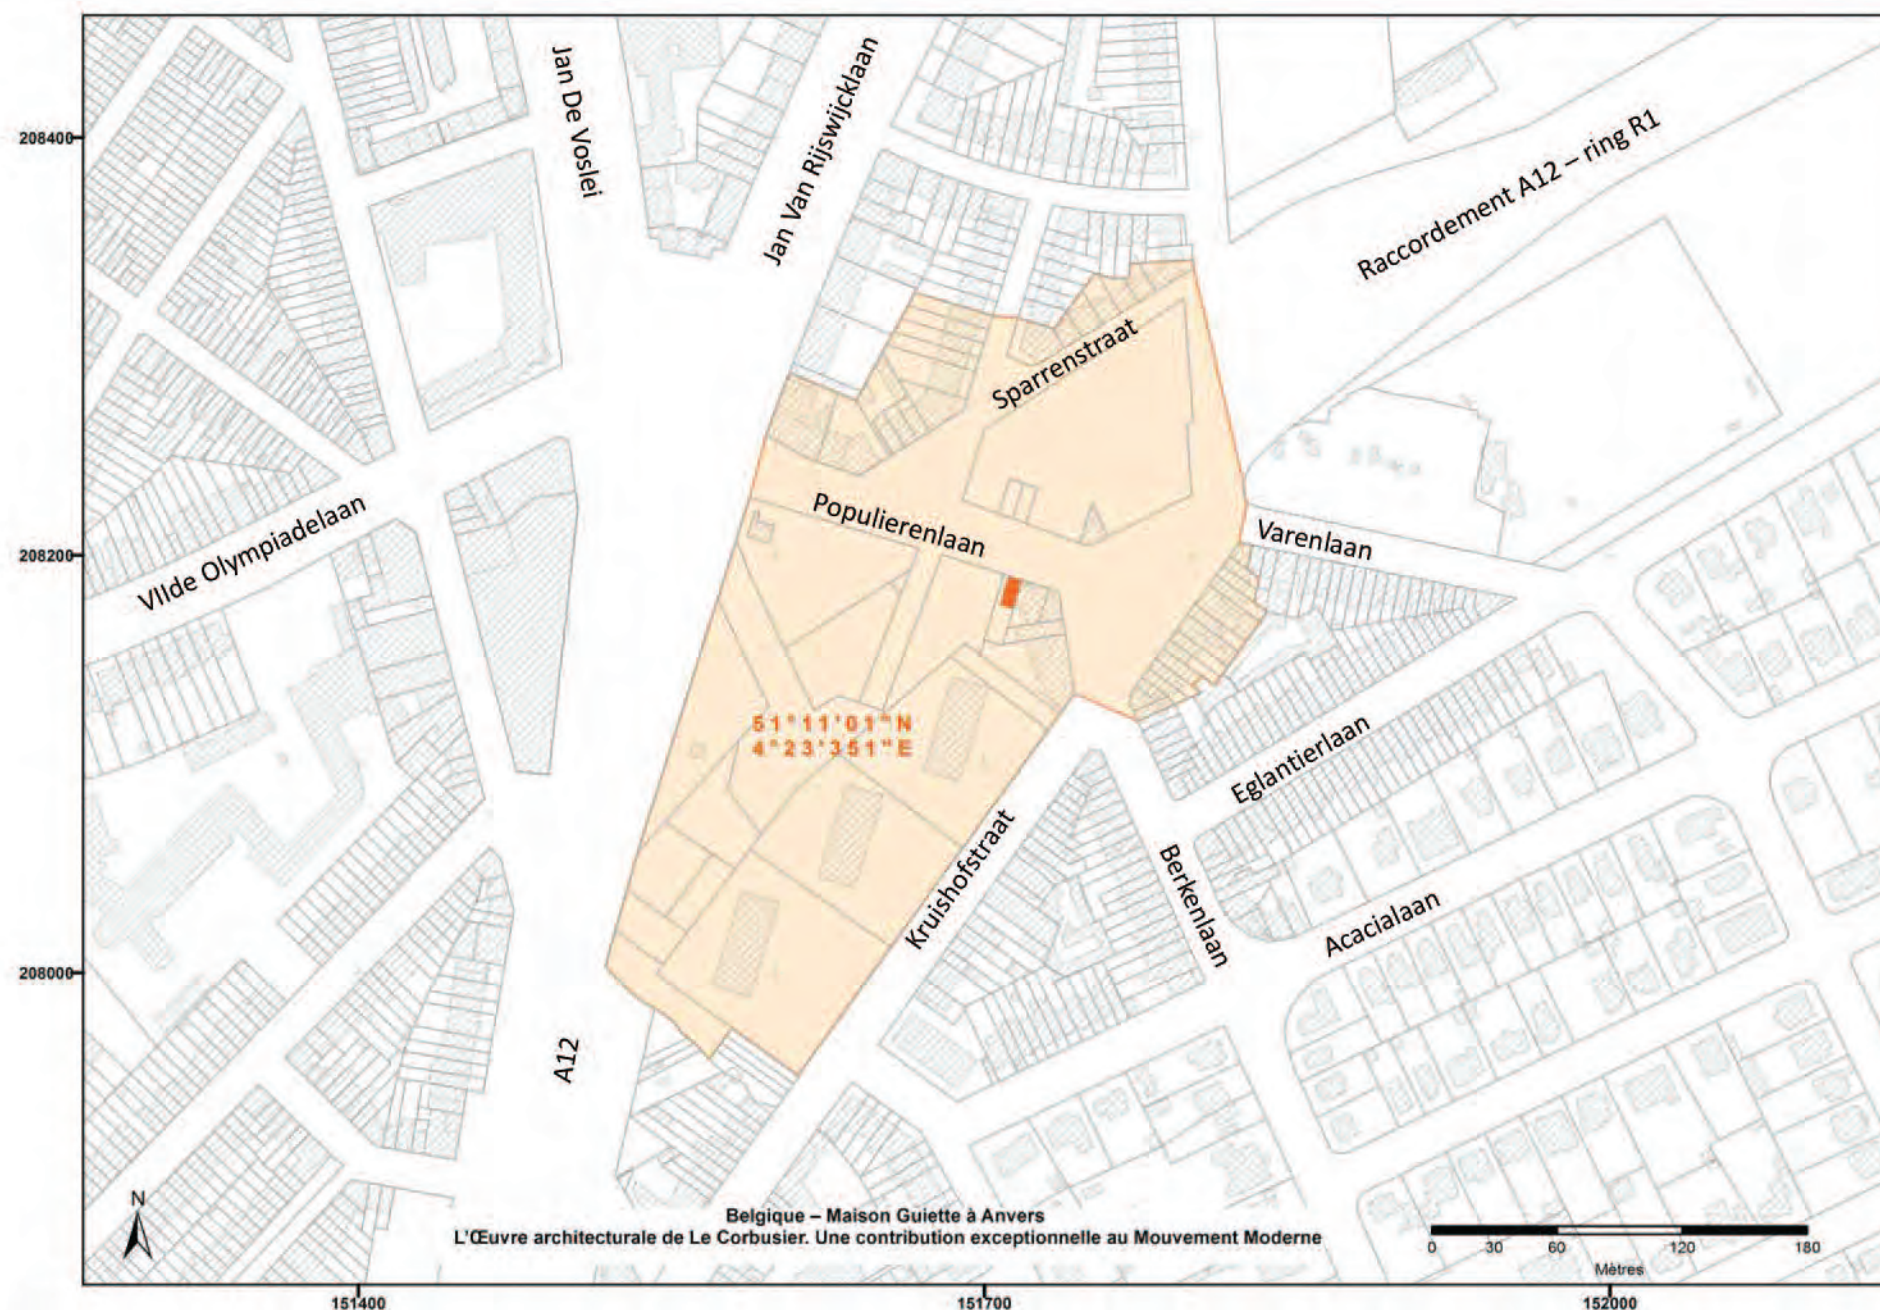 Jan De Voslei
Jan Van Rijswijcklaan
208400
Raccordement A12 – ring R1
Sparrenstraat
VIIde Olympiadelaan
Populierenlaan
Varenlaan
208200
51°11'01"N
4°23'351"E
Eglantierlaan
Kruishofstraat
Berkenlaan
Acacialaan
208000
A12
N
Belgique – Maison Guiette à Anvers
L'Œuvre architecturale de Le Corbusier. Une contribution exceptionnelle au Mouvement Moderne
0 30 60 120 180
Mètres
151400 151700 152000